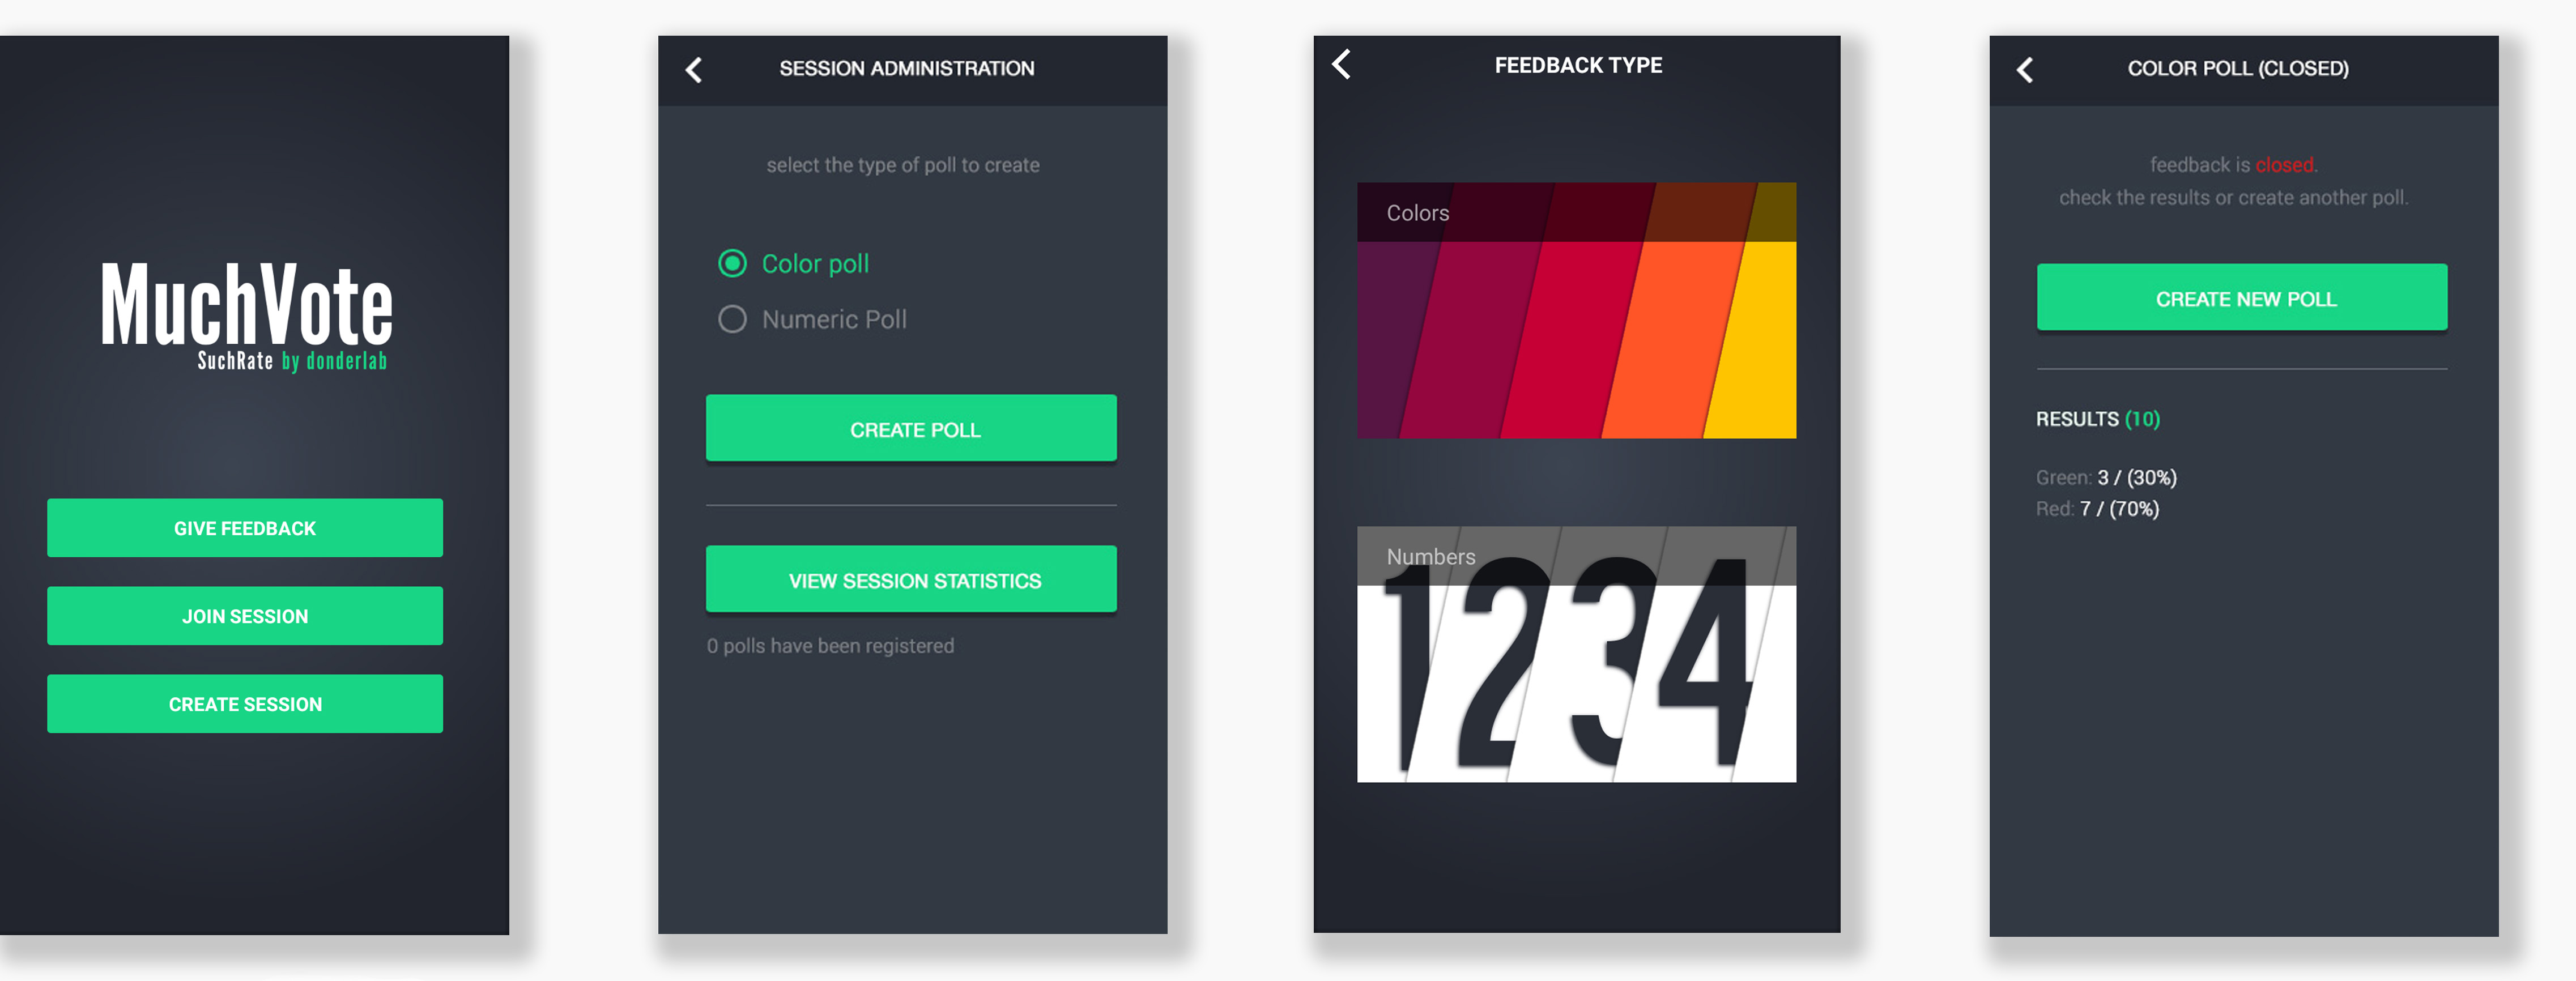 MuchVote
SuchRate by donderlab
GIVE FEEDBACK
JOIN SESSION
CREATE SESSION
SESSION ADMINISTRATION
select the type of poll to create
Color poll
Numeric Poll
CREATE POLL
VIEW SESSION STATISTICS
0 polls have been registered
FEEDBACK TYPE
Colors
Numbers
1234
COLOR POLL (CLOSED)
feedback is closed.
check the results or create another poll.
CREATE NEW POLL
RESULTS (10)
Green: 3 / (30%)
Red: 7 / (70%)